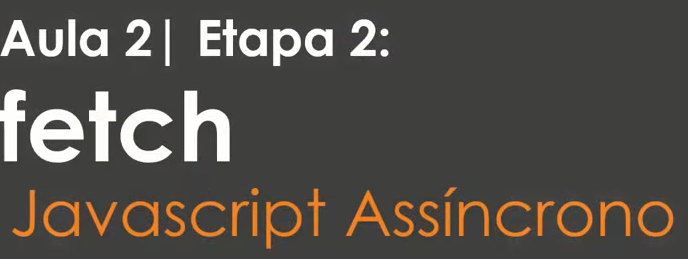 Aula 2| Etapa 2:
fetch
Javascript Assíncrono